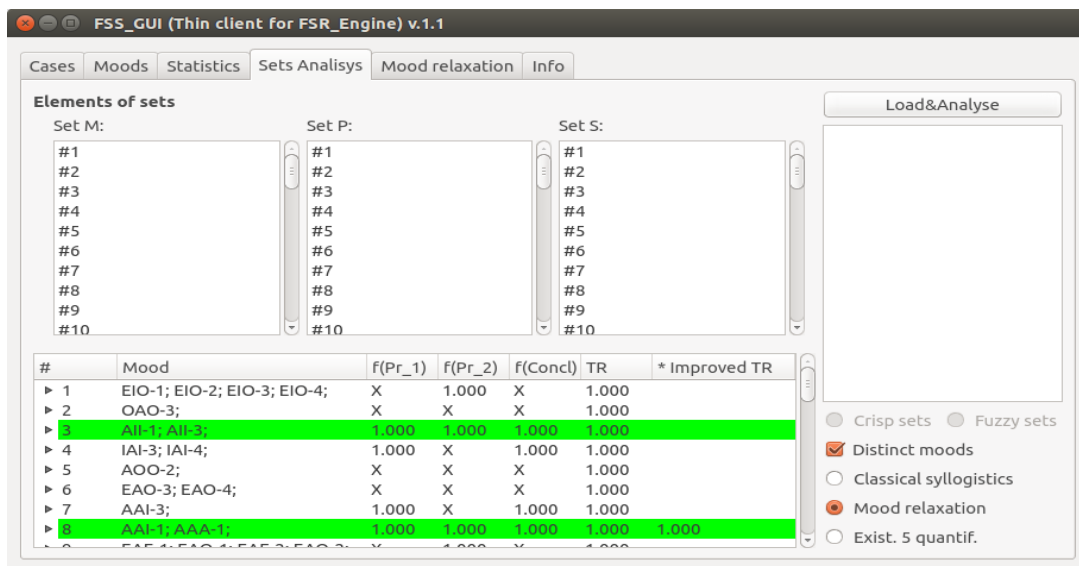 FSS_GUI (Thin client for FSR_Engine) v.1.1
Cases Moods Statistics Sets Analisys Mood relaxation Info
Elements of sets
Load&Analyse
Set M: Set P: Set S:
#1 #1 #1
#2 #2 #2
#3 #3 #3
#4 #4 #4
#5 #5 #5
#6 #6 #6
#7 #7 #7
#8 #8 #8
#9 #9 #9
#10 #10 #10
# Mood f(Pr_1) f(Pr_2) f(Concl) TR * Improved TR
1 EIO-1; EIO-2; EIO-3; EIO-4; X 1.000 X 1.000
2 OAO-3; X X X 1.000
3 AII-1; AII-3; 1.000 1.000 1.000 1.000
4 IAI-3; IAI-4; 1.000 X 1.000 1.000
5 AOO-2; X X X 1.000
6 EAO-3; EAO-4; X X X 1.000
7 AAI-3; 1.000 X 1.000 1.000
8 AAI-1; AAA-1; 1.000 1.000 1.000 1.000 1.000
Crisp sets Fuzzy sets
Distinct moods
Classical syllogistics
Mood relaxation
Exist. 5 quantif.